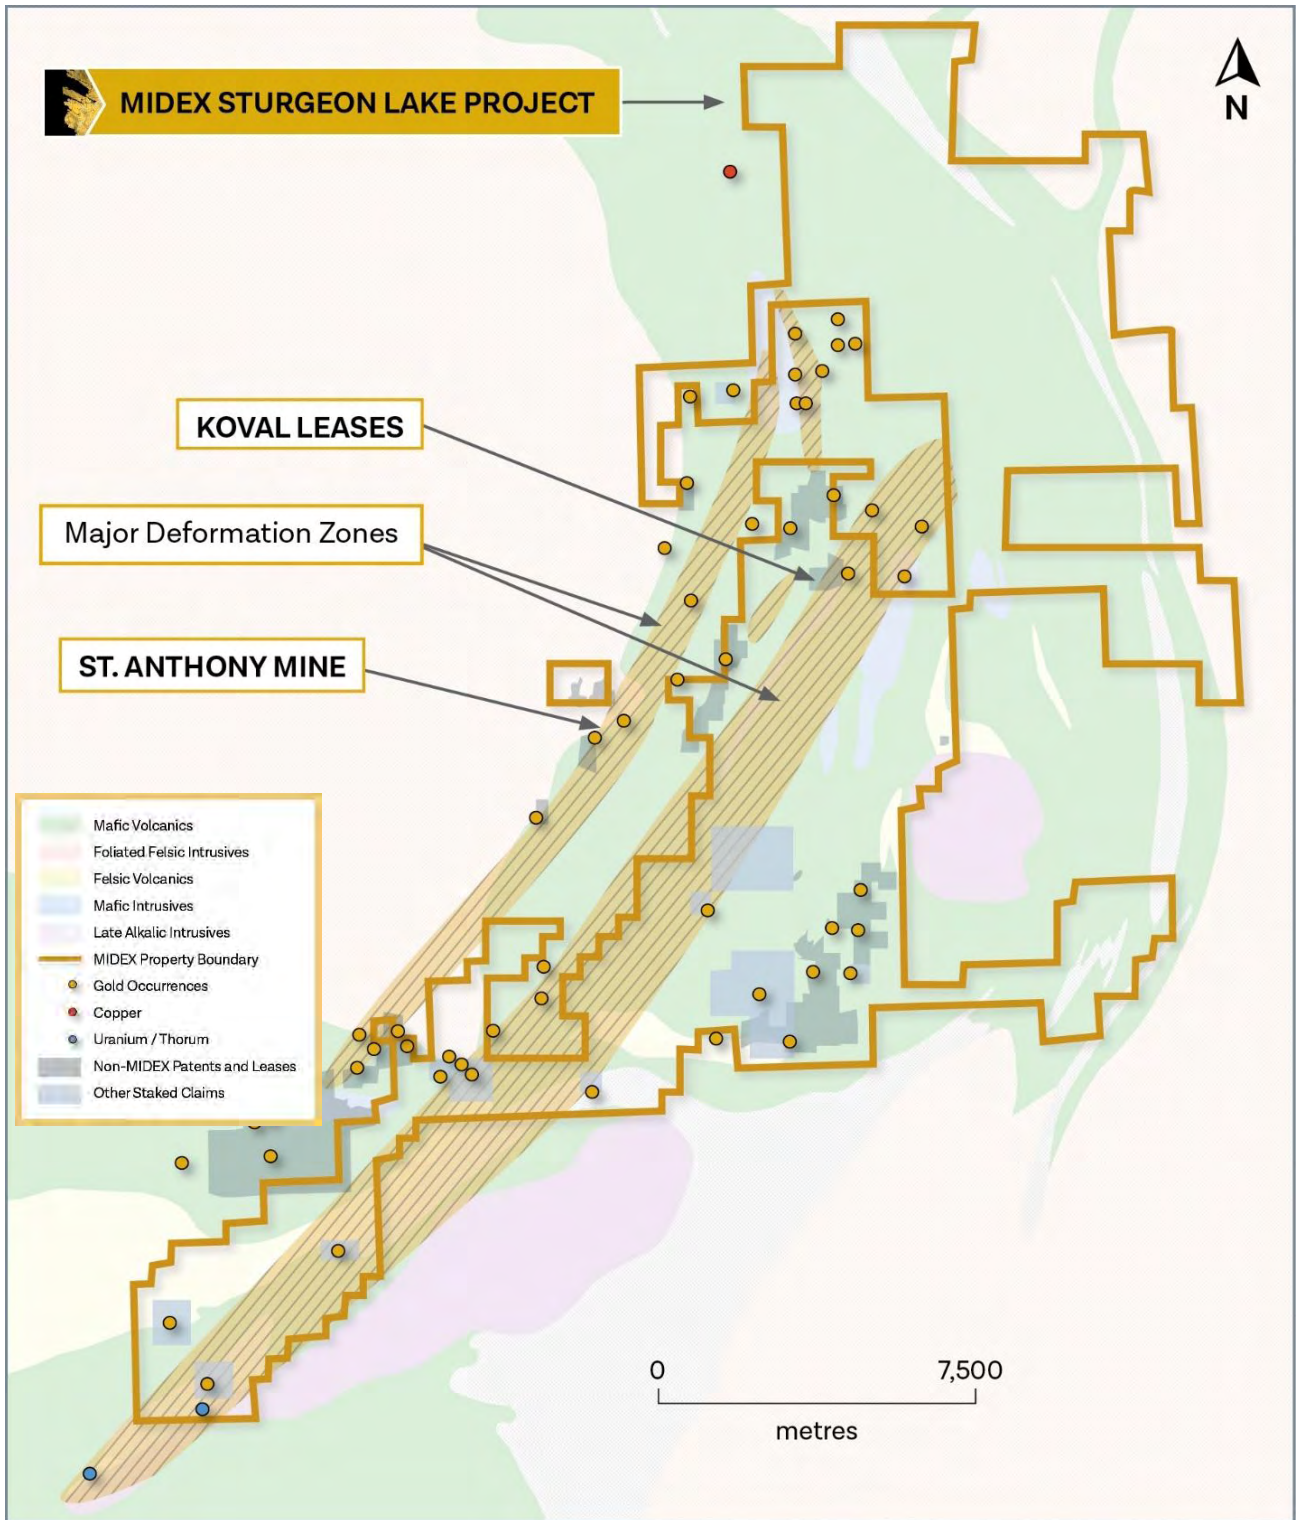 MIDEX STURGEON LAKE PROJECT
N
KOVAL LEASES
Major Deformation Zones
ST. ANTHONY MINE
Mafic Volcanics
Foliated Felsic Intrusives
Felsic Volcanics
Mafic Intrusives
Late Alkalic Intrusives
MIDEX Property Boundary
Gold Occurrences
Copper
Uranium / Thorum
Non-MIDEX Patents and Leases
Other Staked Claims
0 7,500
metres